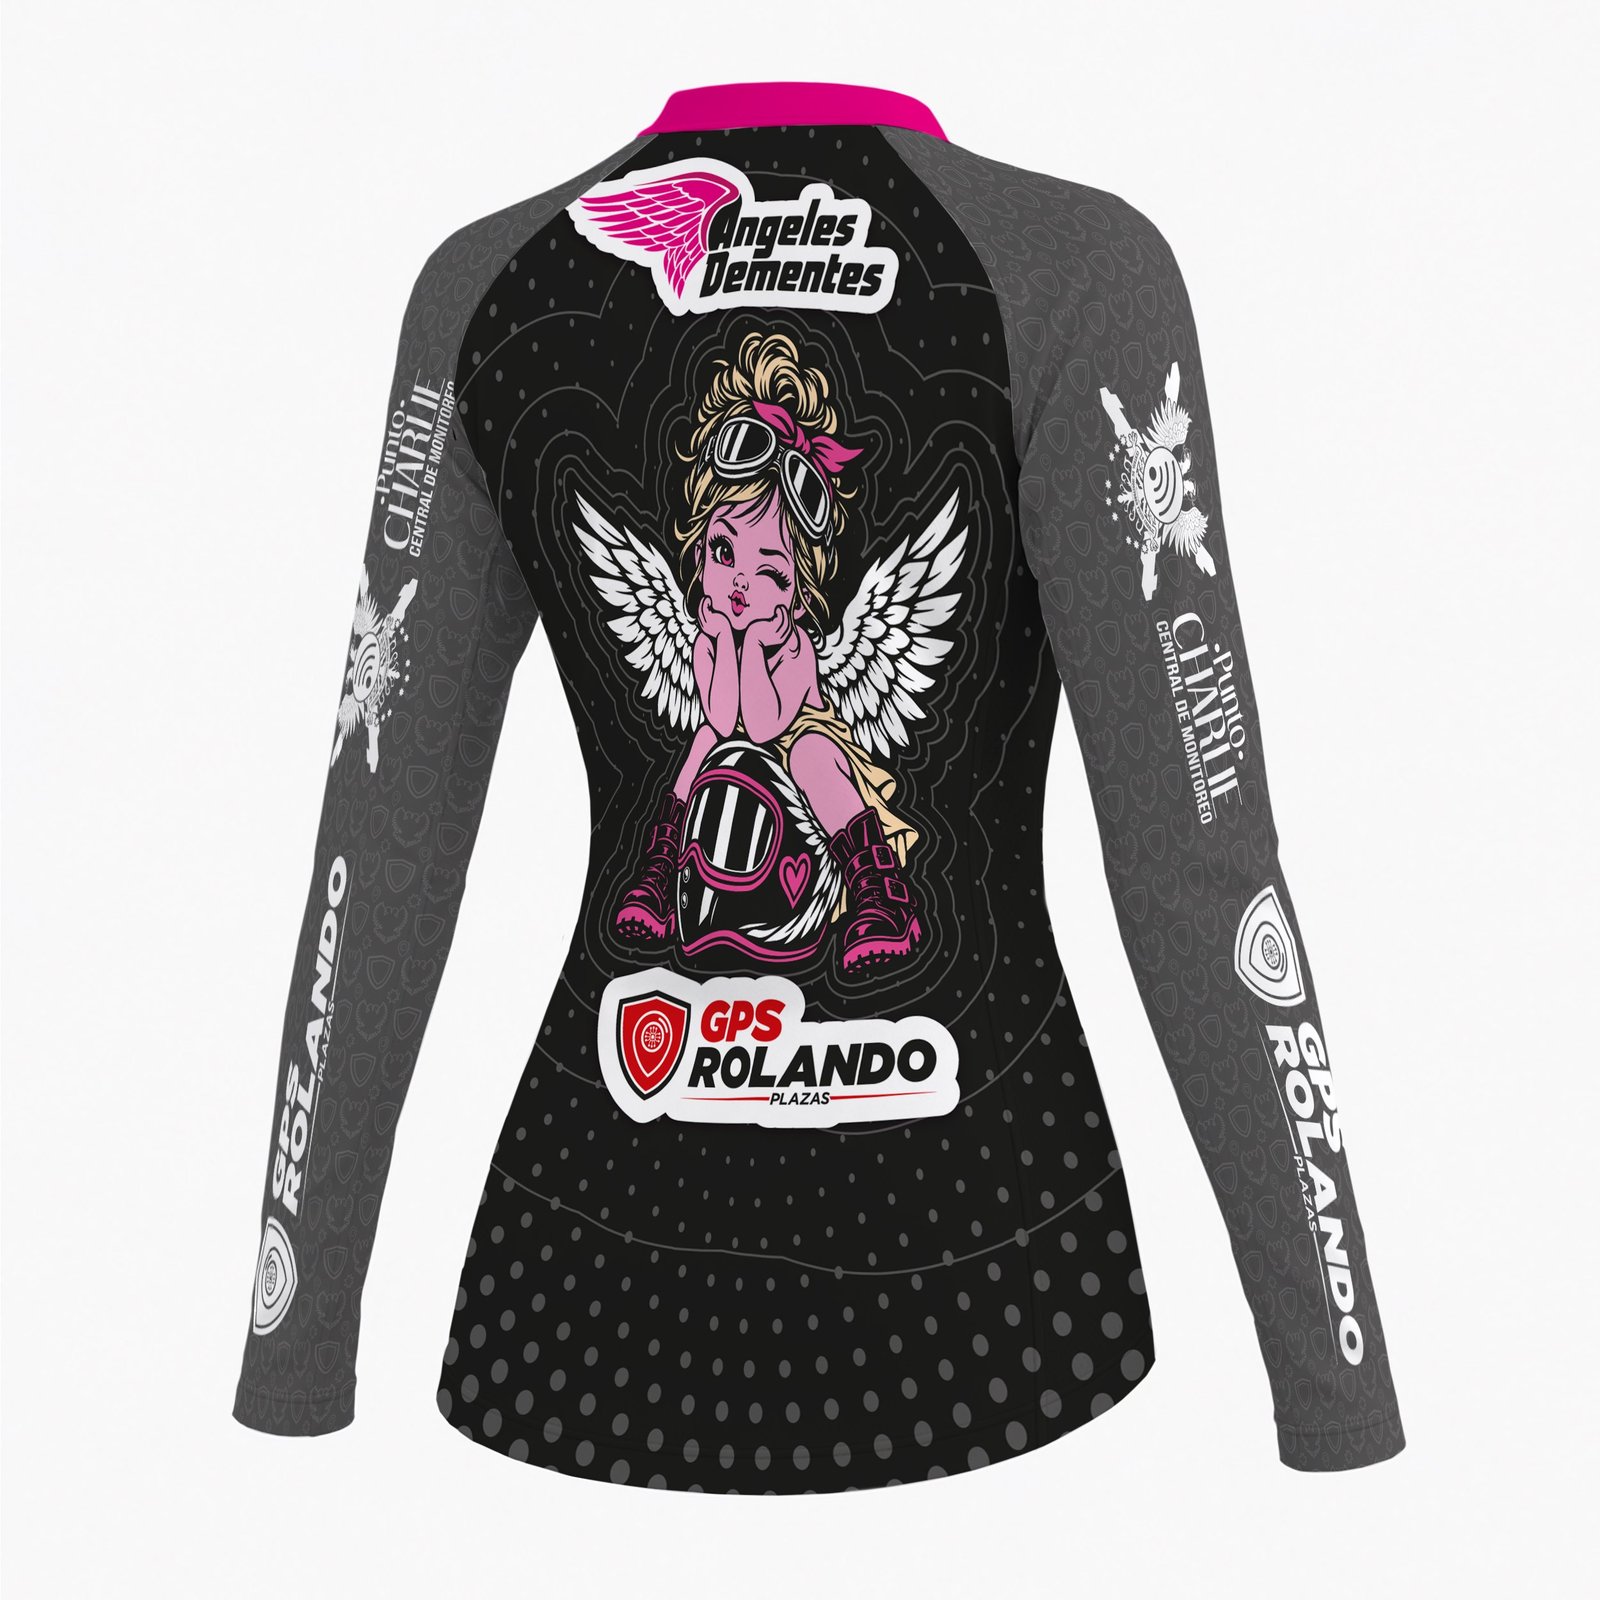 Angeles
Dementes
• Punto •
CHARLIE
CENTRAL DE MONITOREO
• Punto •
CHARLIE
CENTRAL DE MONITOREO
GPS
ROLANDO
PLAZAS
GPS
ROLANDO
PLAZAS
GPS
ROLANDO
PLAZAS